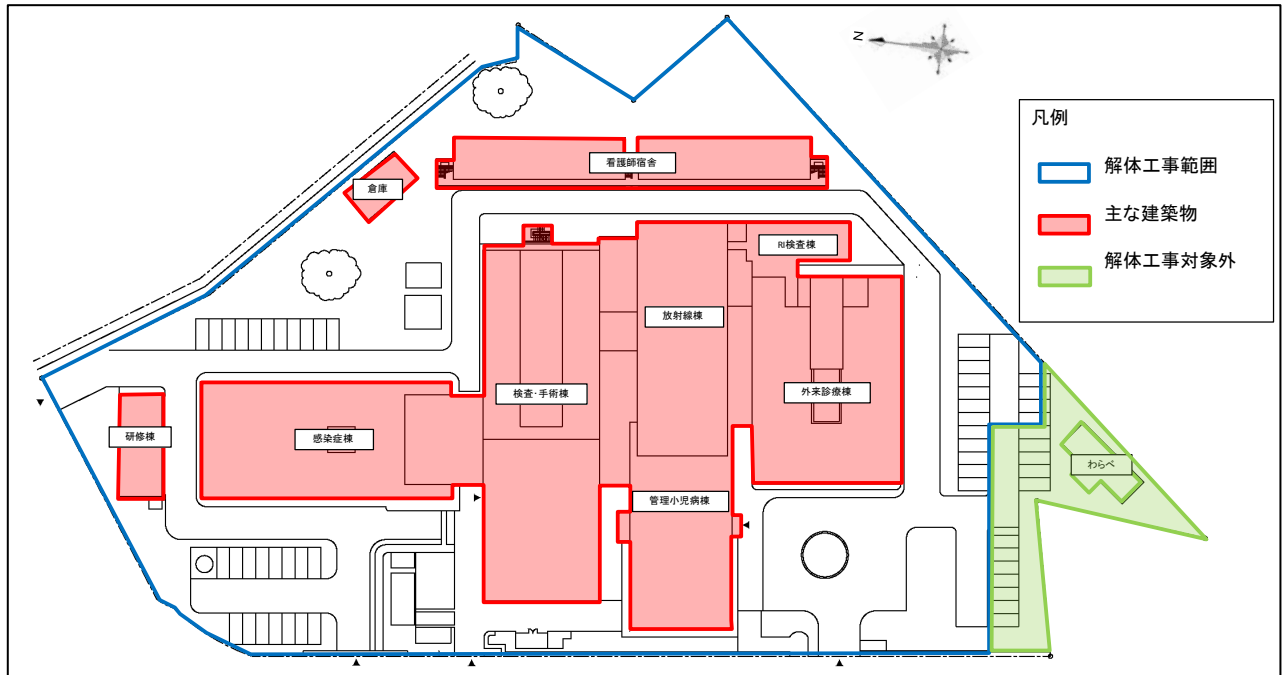 N
凡例
解体工事範囲
主な建築物
解体工事対象外
看護師宿舎
倉庫
RI検査棟
放射線棟
検査・手術棟
外来診療棟
研修棟
感染症棟
わらべ
管理小児病棟